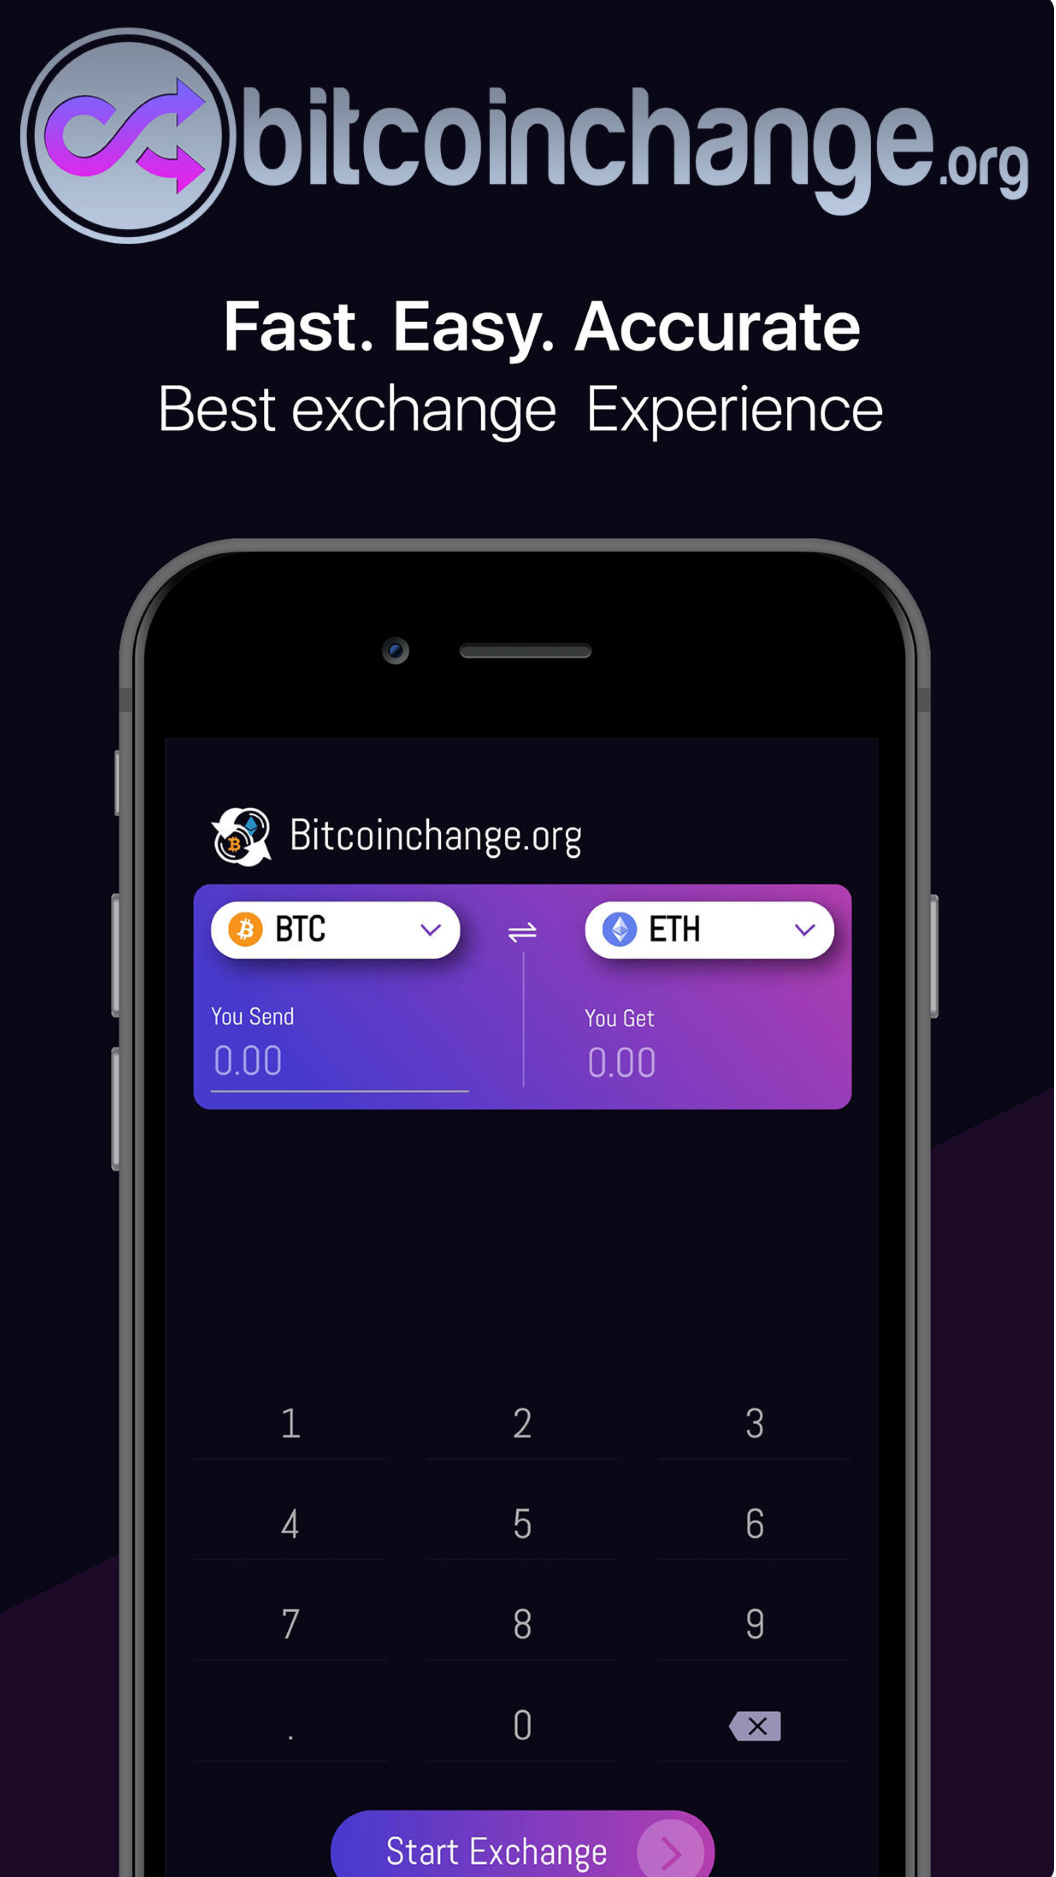 bitcoinchange.org
Fast. Easy. Accurate
Best exchange Experience
Bitcoinchange.org
BTC ETH
You Send You Get
0.00 0.00
1 2 3
4 5 6
7 8 9
. 0
Start Exchange